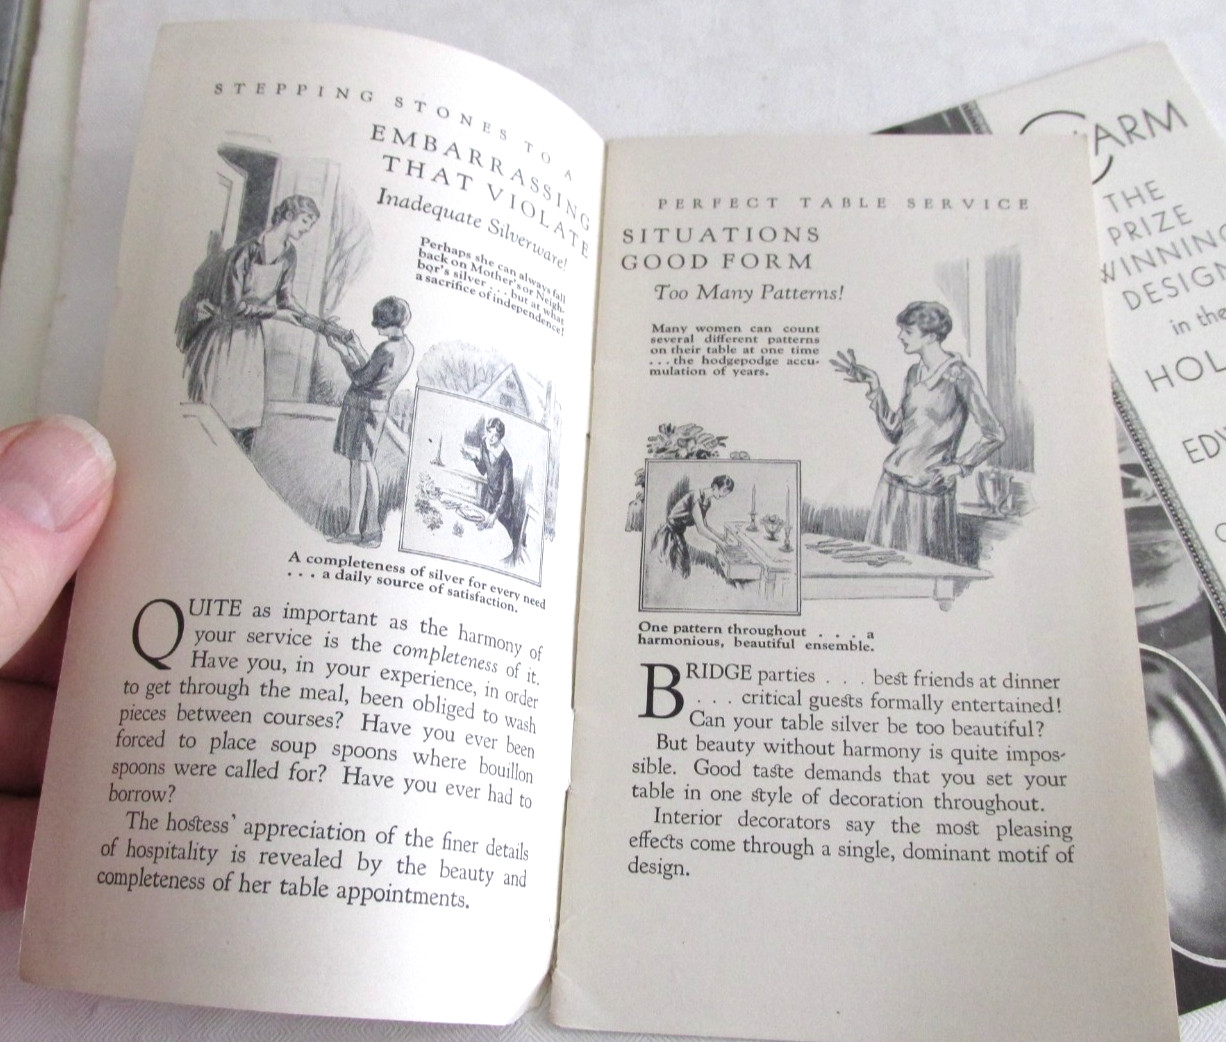 STEPPING STONES TO A
EMBARRASSING
THAT VIOLATE
Inadequate Silverware!
Perhaps she can always fall
back on Mother's or Neigh-
bor's silver . . . but at what
a sacrifice of independence!
A completeness of silver for every need
. . . a daily source of satisfaction.
QUITE as important as the harmony of
your service is the completeness of it.
Have you, in your experience, in order
to get through the meal, been obliged to wash
pieces between courses? Have you ever been
forced to place soup spoons where bouillon
spoons were called for? Have you ever had to
borrow?
The hostess' appreciation of the finer details
of hospitality is revealed by the beauty and
completeness of her table appointments.
PERFECT TABLE SERVICE
SITUATIONS
GOOD FORM
Too Many Patterns!
Many women can count
several different patterns
on their table at one time
. . . the hodgepodge accu-
mulation of years.
One pattern throughout . . . a
harmonious, beautiful ensemble.
BRIDGE parties . . . best friends at dinner
. . . critical guests formally entertained!
Can your table silver be too beautiful?
But beauty without harmony is quite impos-
sible. Good taste demands that you set your
table in one style of decoration throughout.
Interior decorators say the most pleasing
effects come through a single, dominant motif of
design.
CHARM
THE
PRIZE
WINNING
DESIGN
in the
HOL